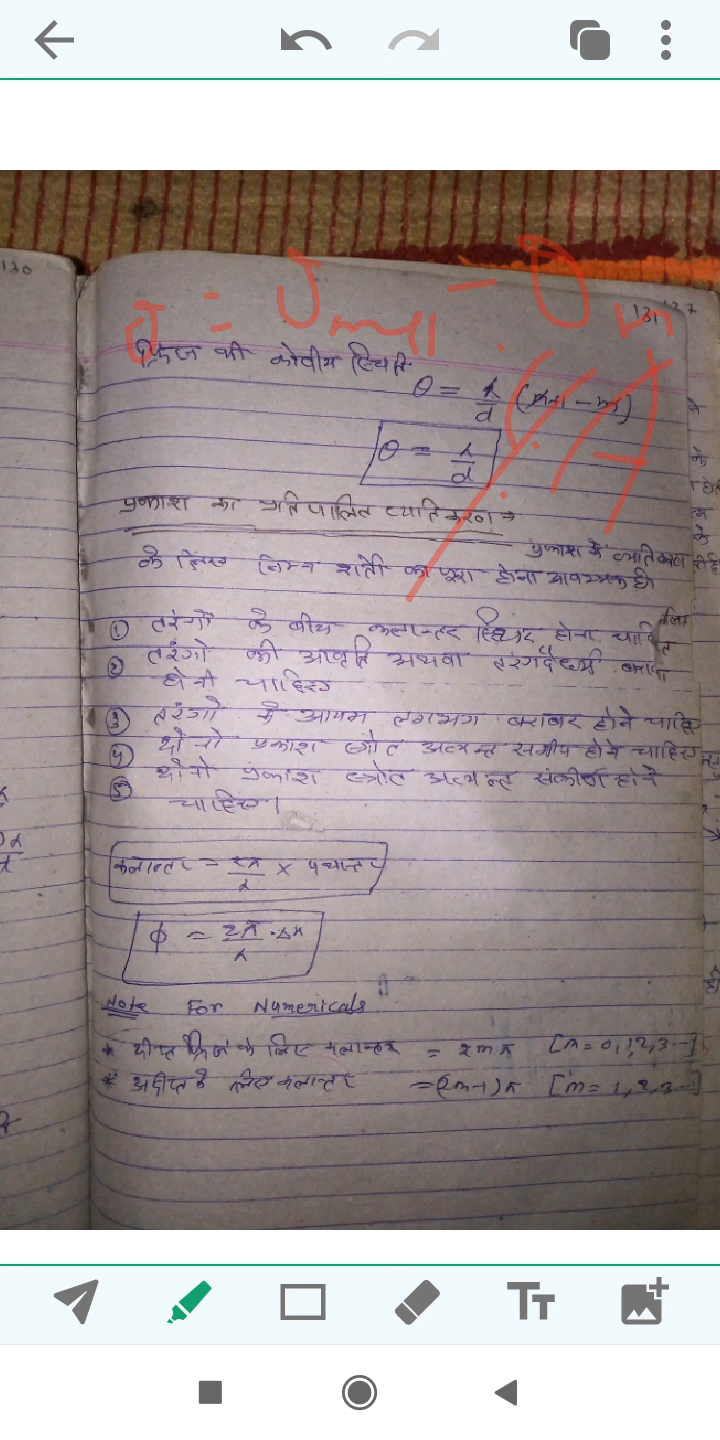 130
131
फ्रिंज की कोणीय स्थिति
θ = λ/d (m+1 - m)
θ = λ/d
प्रकाश का प्रतिपालित व्यतिकरण →
प्रकाश के व्यतिकरण
के लिए निम्न शर्तो का पूरा होना आवश्यक है।
① तरंगों के बीच कलान्तर स्थिर होना चाहिए
② तरंगो की आवृति अथवा तरंगदैर्ध्य बराबर
होनी चाहिए
③ तरंगो के आयाम लगभग बराबर होने चाहिए
④ दोनो प्रकाश स्त्रोत अत्यन्त समीप होने चाहिए
⑤ दोनो प्रकाश स्त्रोत अत्यन्त संकीर्ण होने
चाहिए।
कलान्तर = 2π/λ × पथान्तर
ϕ = 2π/λ · Δx
Note For Numericals
* दीप्त फ्रिंज के लिए कलान्तर = 2mπ [m = 0,1,2,3--]
* अदीप्त के लिए कलान्तर = (2m-1)π [m = 1,2,3--]
TT